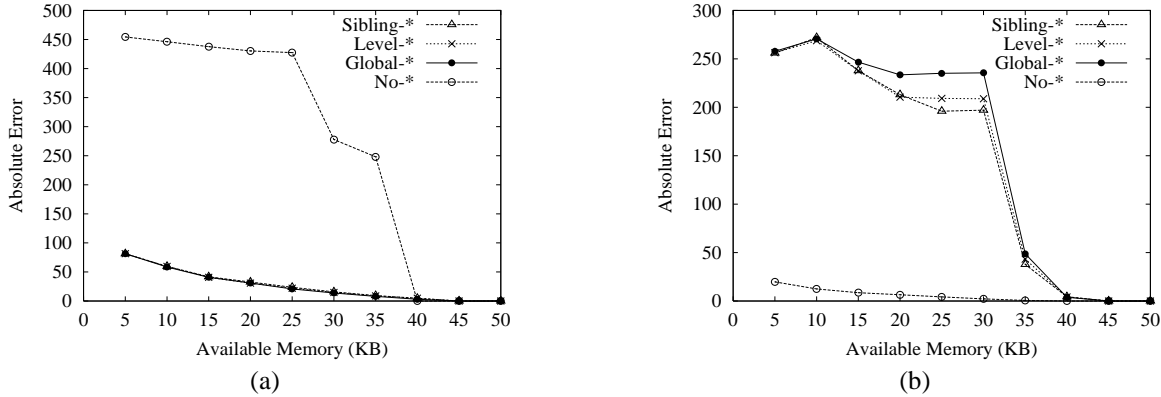 500
450
400
350
300
250
200
150
100
50
0
Absolute Error
0 5 10 15 20 25 30 35 40 45 50
Available Memory (KB)
Sibling-*
Level-*
Global-*
No-*
(a)
300
250
200
150
100
50
0
Absolute Error
0 5 10 15 20 25 30 35 40 45 50
Available Memory (KB)
Sibling-*
Level-*
Global-*
No-*
(b)